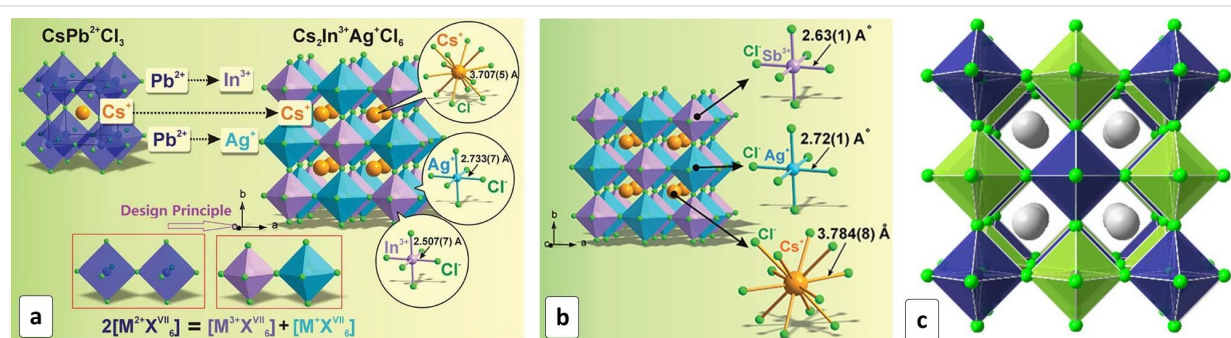 CsPb²⁺Cl₃
Cs₂In³⁺Ag⁺Cl₆
Pb²⁺
In³⁺
Cs⁺
Cs⁺
Pb²⁺
Ag⁺
Cs⁺
3.707(5) A
Cl⁻
Ag⁺
2.733(7) A
Cl⁻
In³⁺
2.507(7) A
Cl⁻
Design Principle
b
c
a
2[M²⁺Xⱽᴵᴵ₆] = [M³⁺Xⱽᴵᴵ₆] + [M⁺Xⱽᴵᴵ₆]
a
Cl⁻
Sb³⁺
2.63(1) A°
Cl⁻
Ag⁺
2.72(1) A°
Cl⁻
Cs⁺
3.784(8) Å
b
c
a
b
c